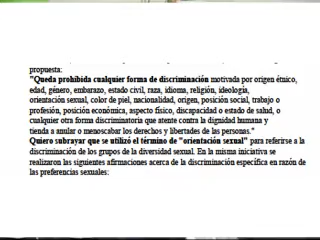 propuesta:
"Queda prohibida cualquier forma de discriminación motivada por origen étnico,
edad, género, embarazo, estado civil, raza, idioma, religión, ideología,
orientación sexual, color de piel, nacionalidad, origen, posición social, trabajo o
profesión, posición económica, aspecto físico, discapacidad o estado de salud, o
cualquier otra forma discriminatoria que atente contra la dignidad humana y
tienda a anular o menoscabar los derechos y libertades de las personas."
Quiero subrayar que se utilizó el término de "orientación sexual" para referirse a la
discriminación de los grupos de la diversidad sexual. En la misma iniciativa se
realizaron las siguientes afirmaciones acerca de la discriminación específica en razón de
las preferencias sexuales: